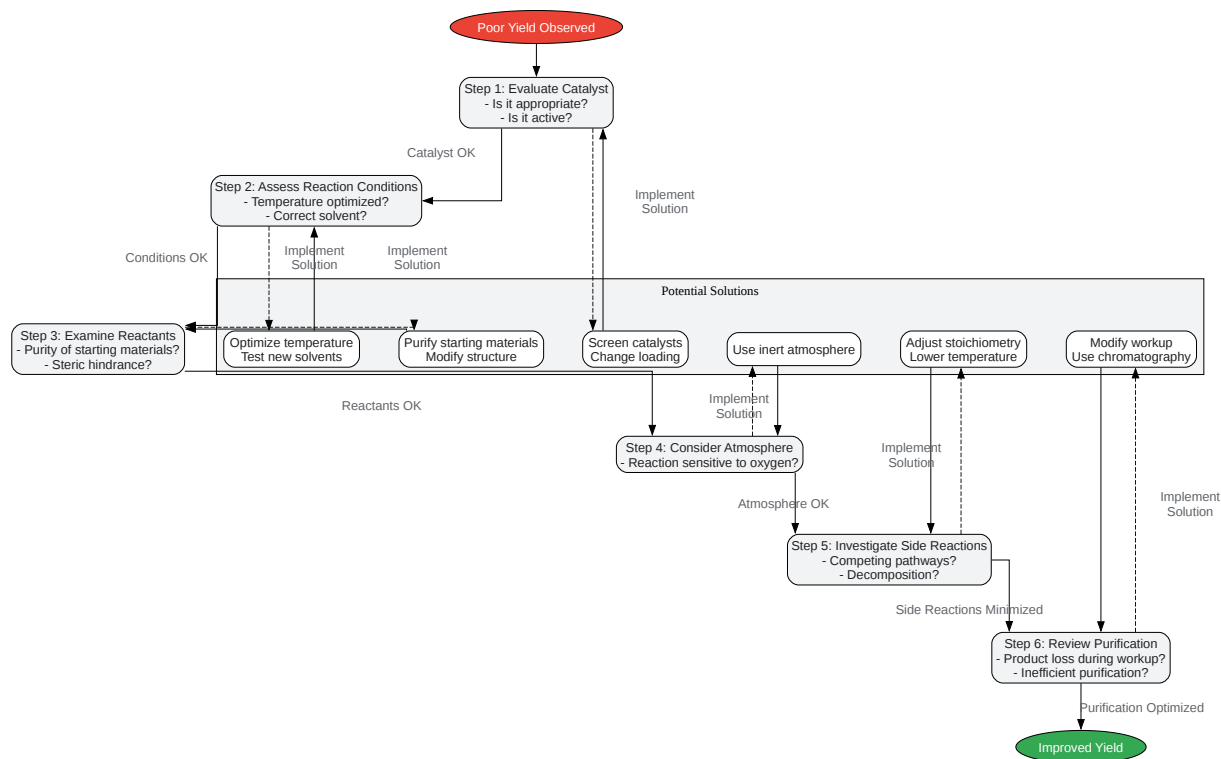 Poor Yield Observed
Step 1: Evaluate Catalyst
- Is it appropriate?
- Is it active?
Catalyst OK
Step 2: Assess Reaction Conditions
- Temperature optimized?
- Correct solvent?
Implement
Solution
Conditions OK
Implement
Solution
Implement
Solution
Potential Solutions
Step 3: Examine Reactants
- Purity of starting materials?
- Steric hindrance?
Optimize temperature
Test new solvents
Purify starting materials
Modify structure
Screen catalysts
Change loading
Use inert atmosphere
Adjust stoichiometry
Lower temperature
Modify workup
Use chromatography
Reactants OK
Implement
Solution
Step 4: Consider Atmosphere
- Reaction sensitive to oxygen?
Implement
Solution
Atmosphere OK
Implement
Solution
Step 5: Investigate Side Reactions
- Competing pathways?
- Decomposition?
Side Reactions Minimized
Step 6: Review Purification
- Product loss during workup?
- Inefficient purification?
Purification Optimized
Improved Yield